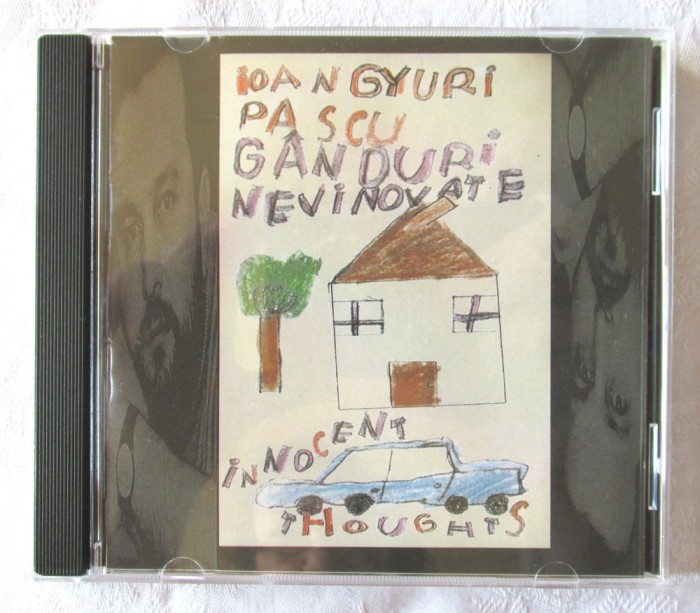 IOAN GYURI
PASCU
GÂNDURI
NEVINOVATE
INNOCENT
THOUGHTS